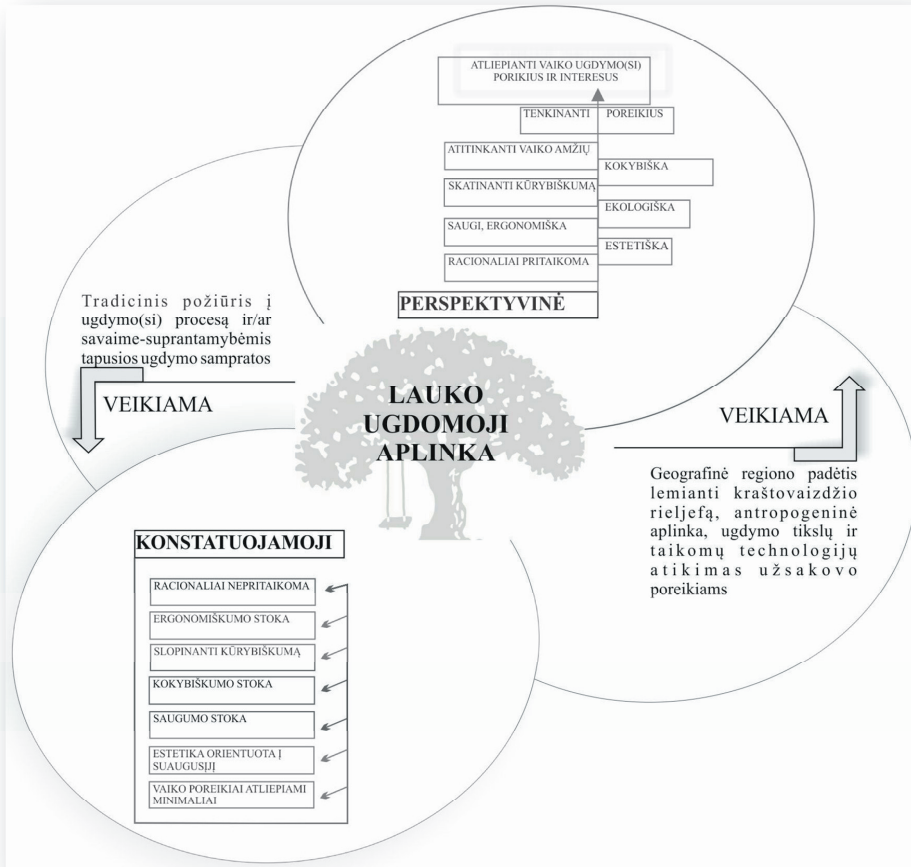 ATLIEPIANTI VAIKO UGDYMO(SI)
PORIKIUS IR INTERESUS
TENKINANTI POREIKIUS
ATITINKANTI VAIKO AMŽIŲ
KOKYBIŠKA
SKATINANTI KŪRYBIŠKUMĄ
EKOLOGIŠKA
SAUGI, ERGONOMIŠKA
ESTETIŠKA
RACIONALIAI PRITAIKOMA
PERSPEKTYVINĖ
Tradicinis požiūris į
ugdymo(si) procesą ir/ar
savaime-suprantamybėmis
tapusios ugdymo sampratos
VEIKIAMA
LAUKO
UGDOMOJI
APLINKA
VEIKIAMA
Geografinė regiono padėtis
lemianti kraštovaizdžio
rieljefą, antropogeninė
aplinka, ugdymo tikslų ir
taikomų technologijų
atikimas užsakovo
poreikiams
KONSTATUOJAMOJI
RACIONALIAI NEPRITAIKOMA
ERGONOMIŠKUMO STOKA
SLOPINANTI KŪRYBIŠKUMĄ
KOKYBIŠKUMO STOKA
SAUGUMO STOKA
ESTETIKA ORIENTUOTA Į
SUAUGUSĮJĮ
VAIKO POREIKIAI ATLIEPIAMI
MINIMALIAI